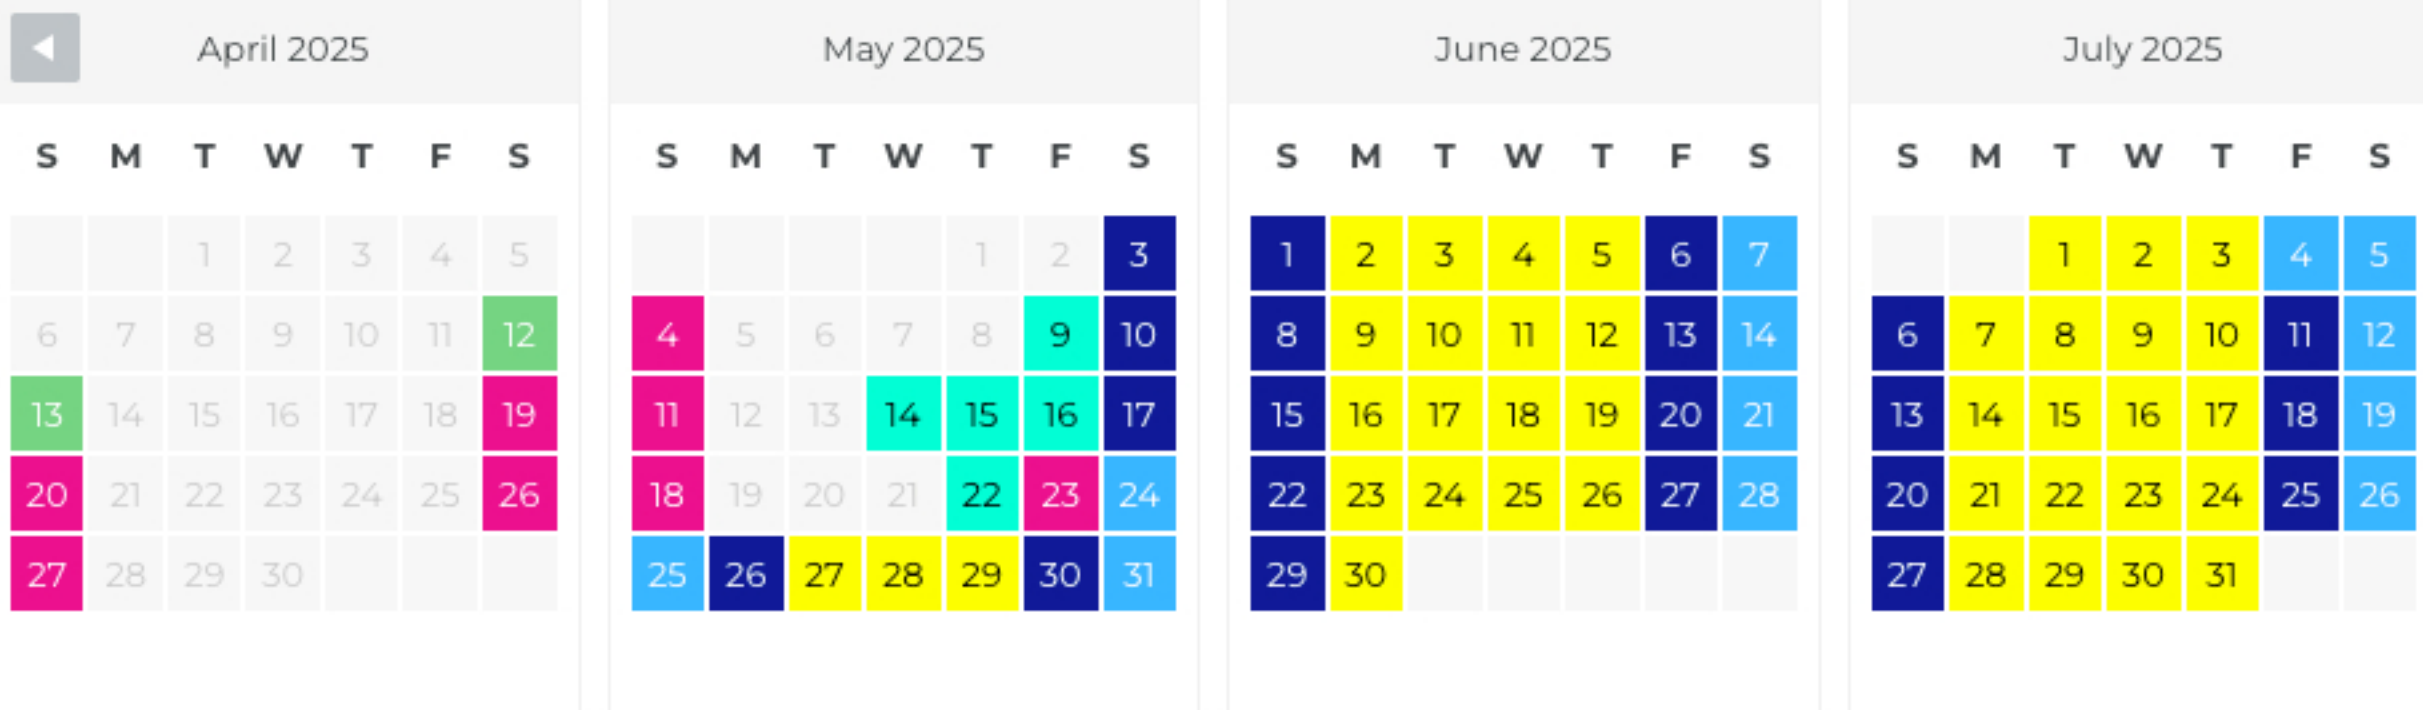 April 2025
S M T W T F S
1 2 3 4 5
6 7 8 9 10 11 12
13 14 15 16 17 18 19
20 21 22 23 24 25 26
27 28 29 30
May 2025
S M T W T F S
1 2 3
4 5 6 7 8 9 10
11 12 13 14 15 16 17
18 19 20 21 22 23 24
25 26 27 28 29 30 31
June 2025
S M T W T F S
1 2 3 4 5 6 7
8 9 10 11 12 13 14
15 16 17 18 19 20 21
22 23 24 25 26 27 28
29 30
July 2025
S M T W T F S
1 2 3 4 5
6 7 8 9 10 11 12
13 14 15 16 17 18 19
20 21 22 23 24 25 26
27 28 29 30 31